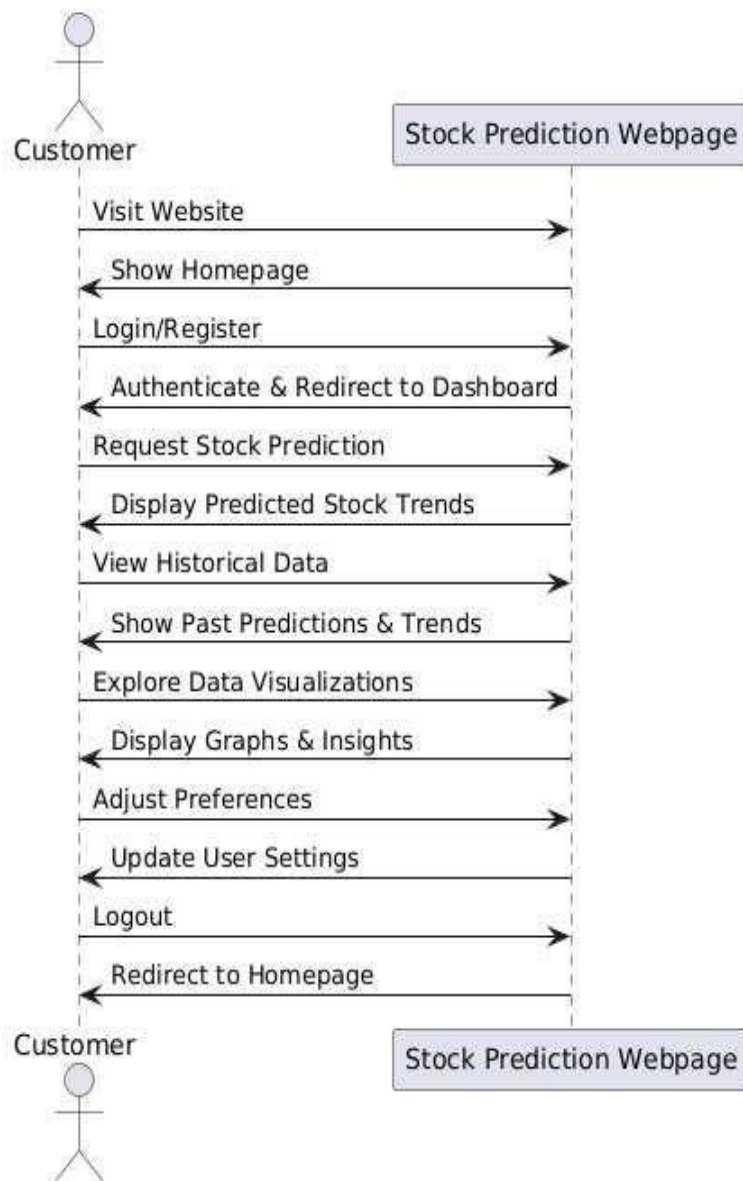 Customer
Stock Prediction Webpage
Visit Website
Show Homepage
Login/Register
Authenticate & Redirect to Dashboard
Request Stock Prediction
Display Predicted Stock Trends
View Historical Data
Show Past Predictions & Trends
Explore Data Visualizations
Display Graphs & Insights
Adjust Preferences
Update User Settings
Logout
Redirect to Homepage
Customer
Stock Prediction Webpage